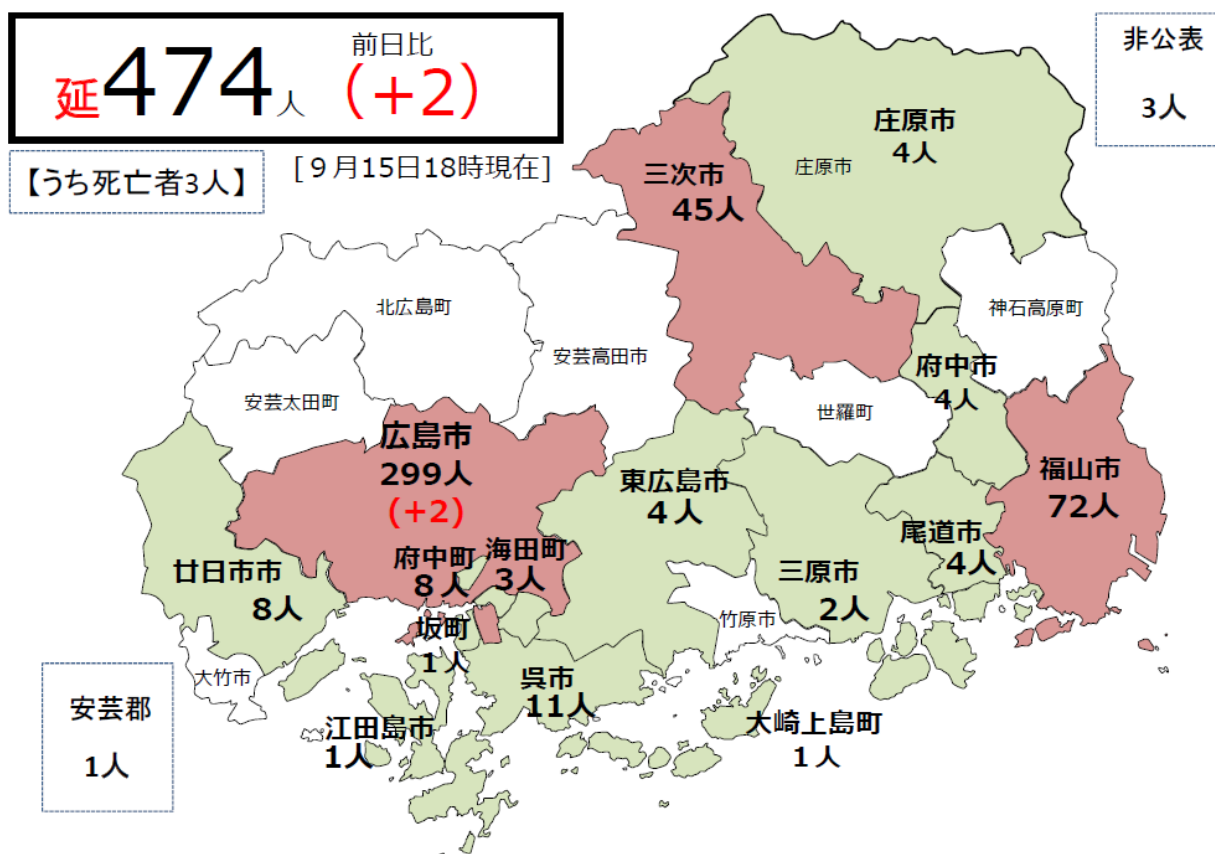 前日比
延474人 (+2)
【うち死亡者3人】
[９月15日18時現在]
非公表
3人
庄原市
4人
庄原市
三次市
45人
神石高原町
北広島町
安芸高田市
府中市
4人
安芸太田町
世羅町
広島市
299人
(+2)
福山市
72人
東広島市
4人
尾道市
4人
府中町
8人
海田町
3人
廿日市市
8人
三原市
2人
竹原市
坂町
1人
大竹市
呉市
11人
安芸郡
1人
江田島市
1人
大崎上島町
1人